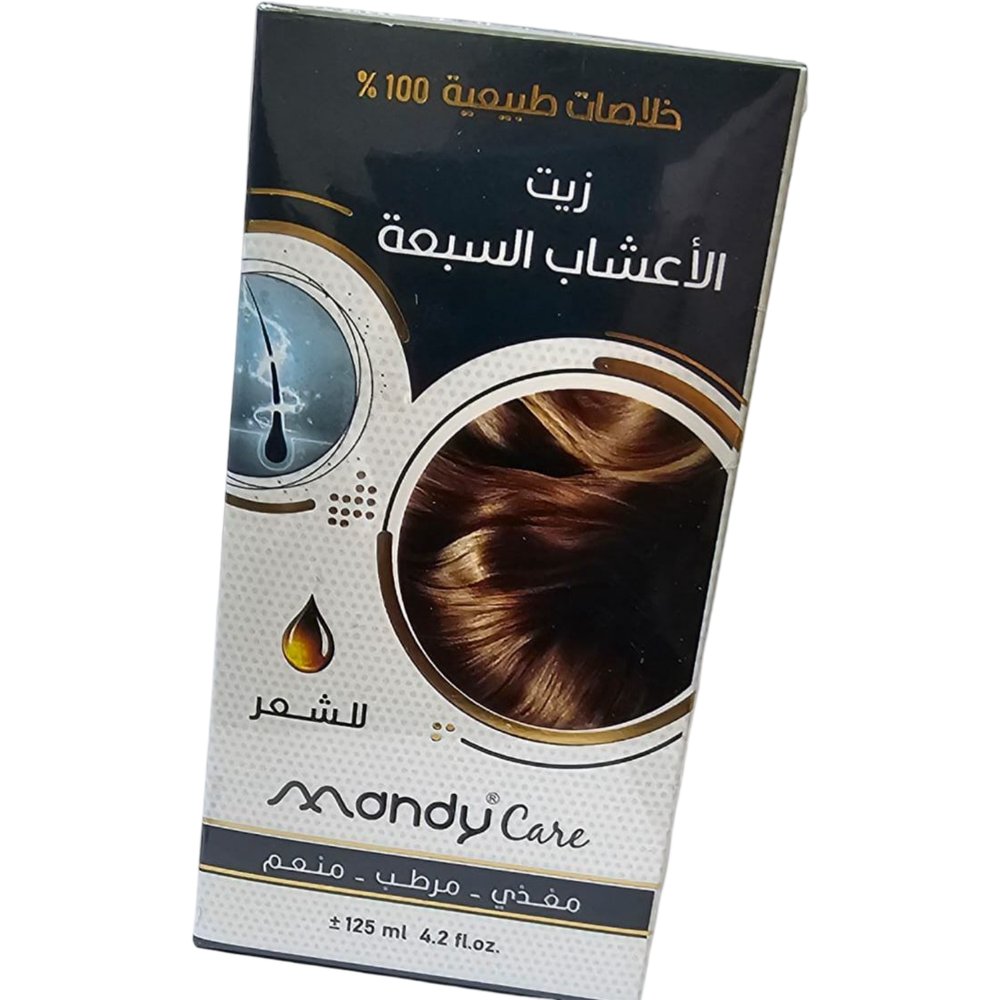 خلاصات طبيعية 100 %
زيت
الأعشاب السبعة
للشعر
mandy® Care
مغذي - مرطب - منعم
± 125 ml 4.2 fl.oz.